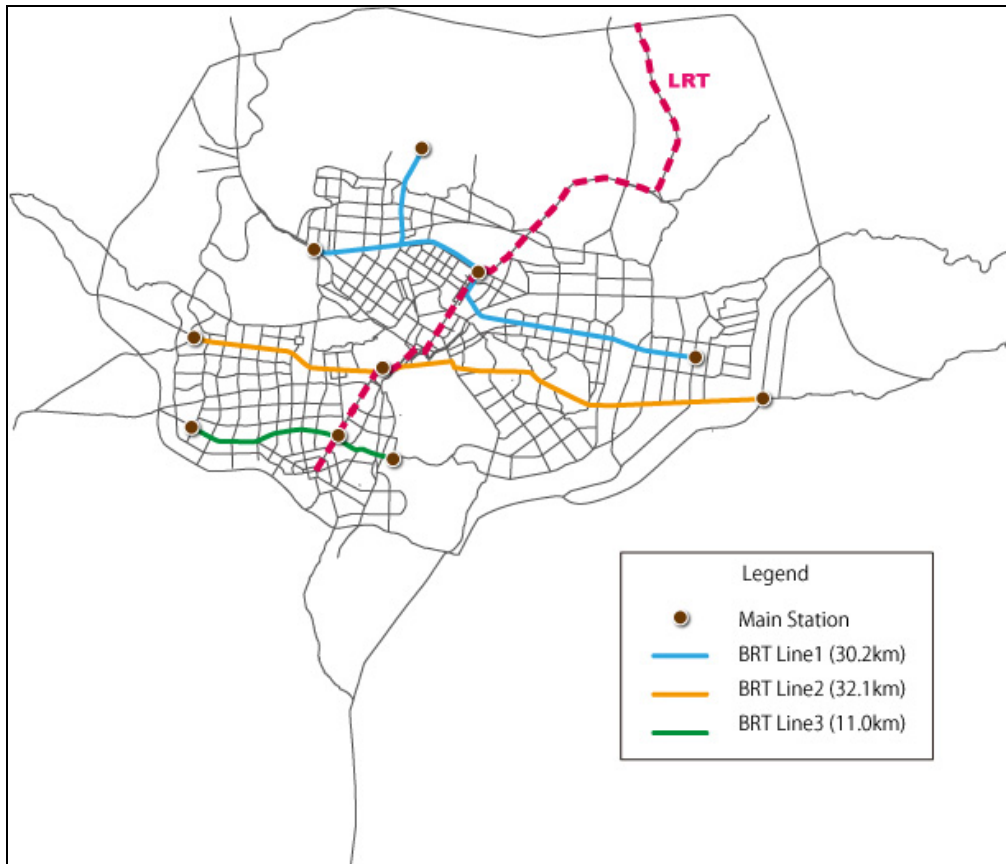 LRT
Legend
Main Station
BRT Line1 (30.2km)
BRT Line2 (32.1km)
BRT Line3 (11.0km)